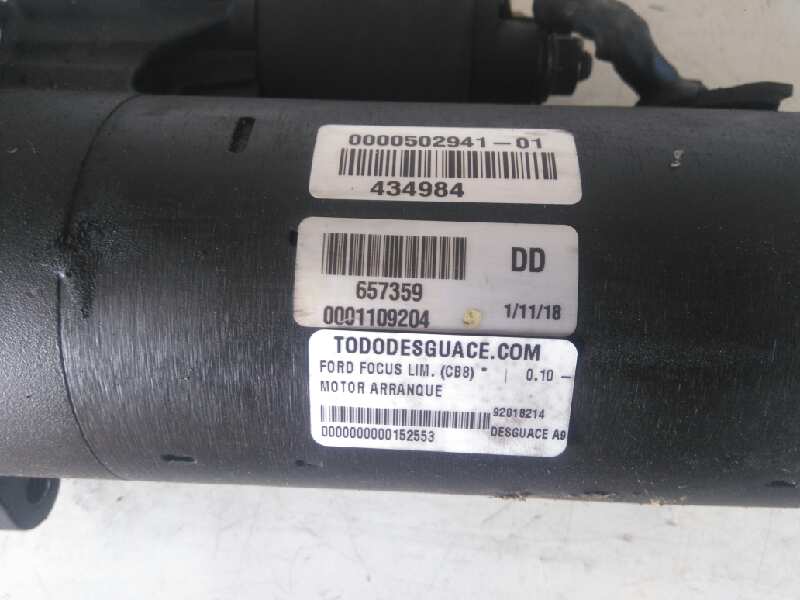 0000502941-01
434984
657359
DD
0001109204
1/11/18
TODODESGUACE.COM
FORD FOCUS LIM. (CB8) * | 0.10 -
MOTOR ARRANQUE
92018214
D000000000152553
DESGUACE A9